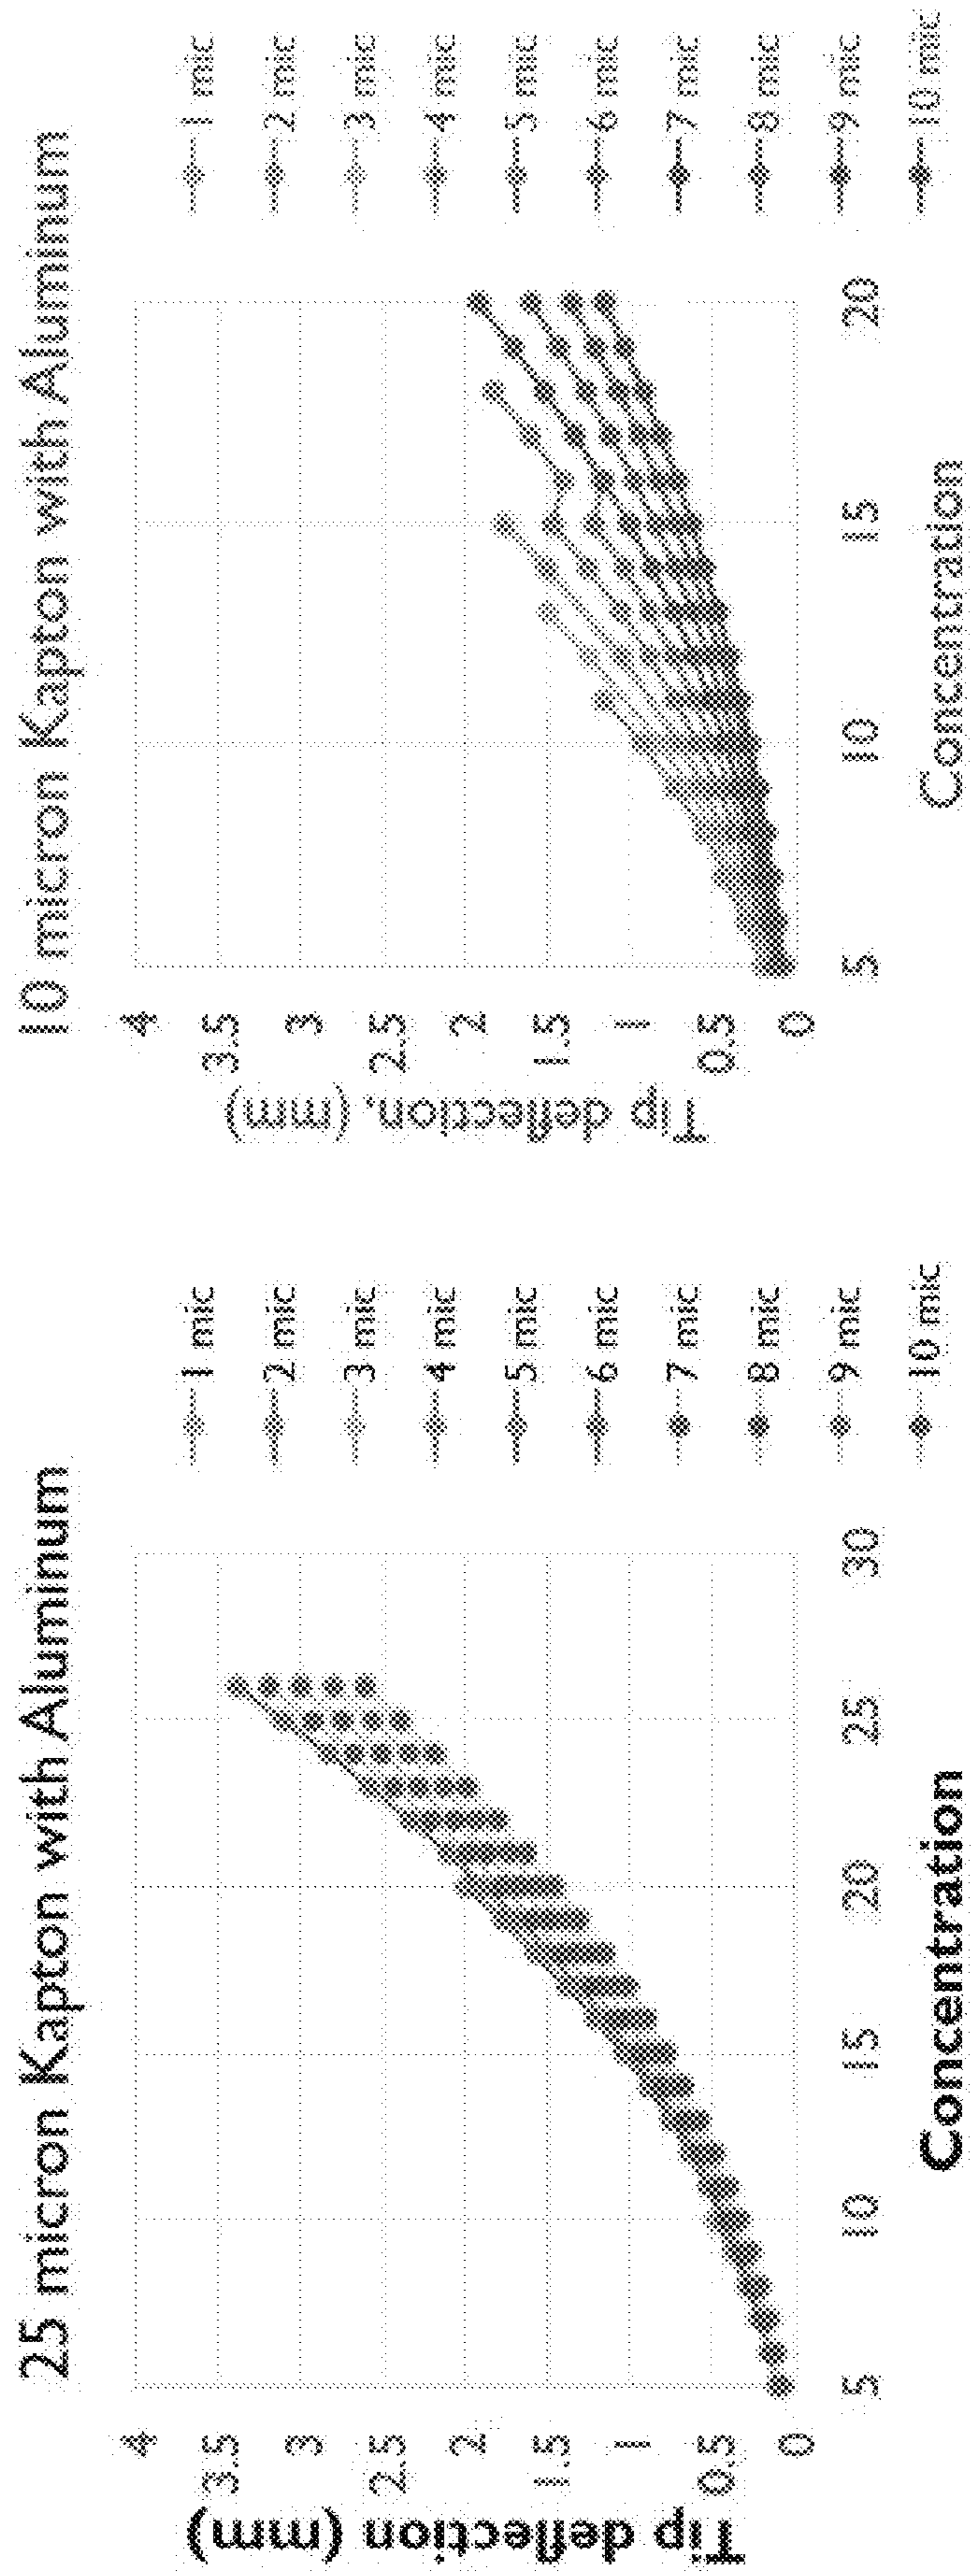 25 micron Kapton with Aluminum
Tip deflection (mm)
4
3.5
3
2.5
2
1.5
1
0.5
0
5
10
15
20
25
30
Concentration
1 mic
2 mic
3 mic
4 mic
5 mic
6 mic
7 mic
8 mic
9 mic
10 mic
10 micron Kapton with Aluminum
Tip deflection, (mm)
4
3.5
3
2.5
2
1.5
1
0.5
0
5
10
15
20
Concentration
1 mic
2 mic
3 mic
4 mic
5 mic
6 mic
7 mic
8 mic
9 mic
10 mic